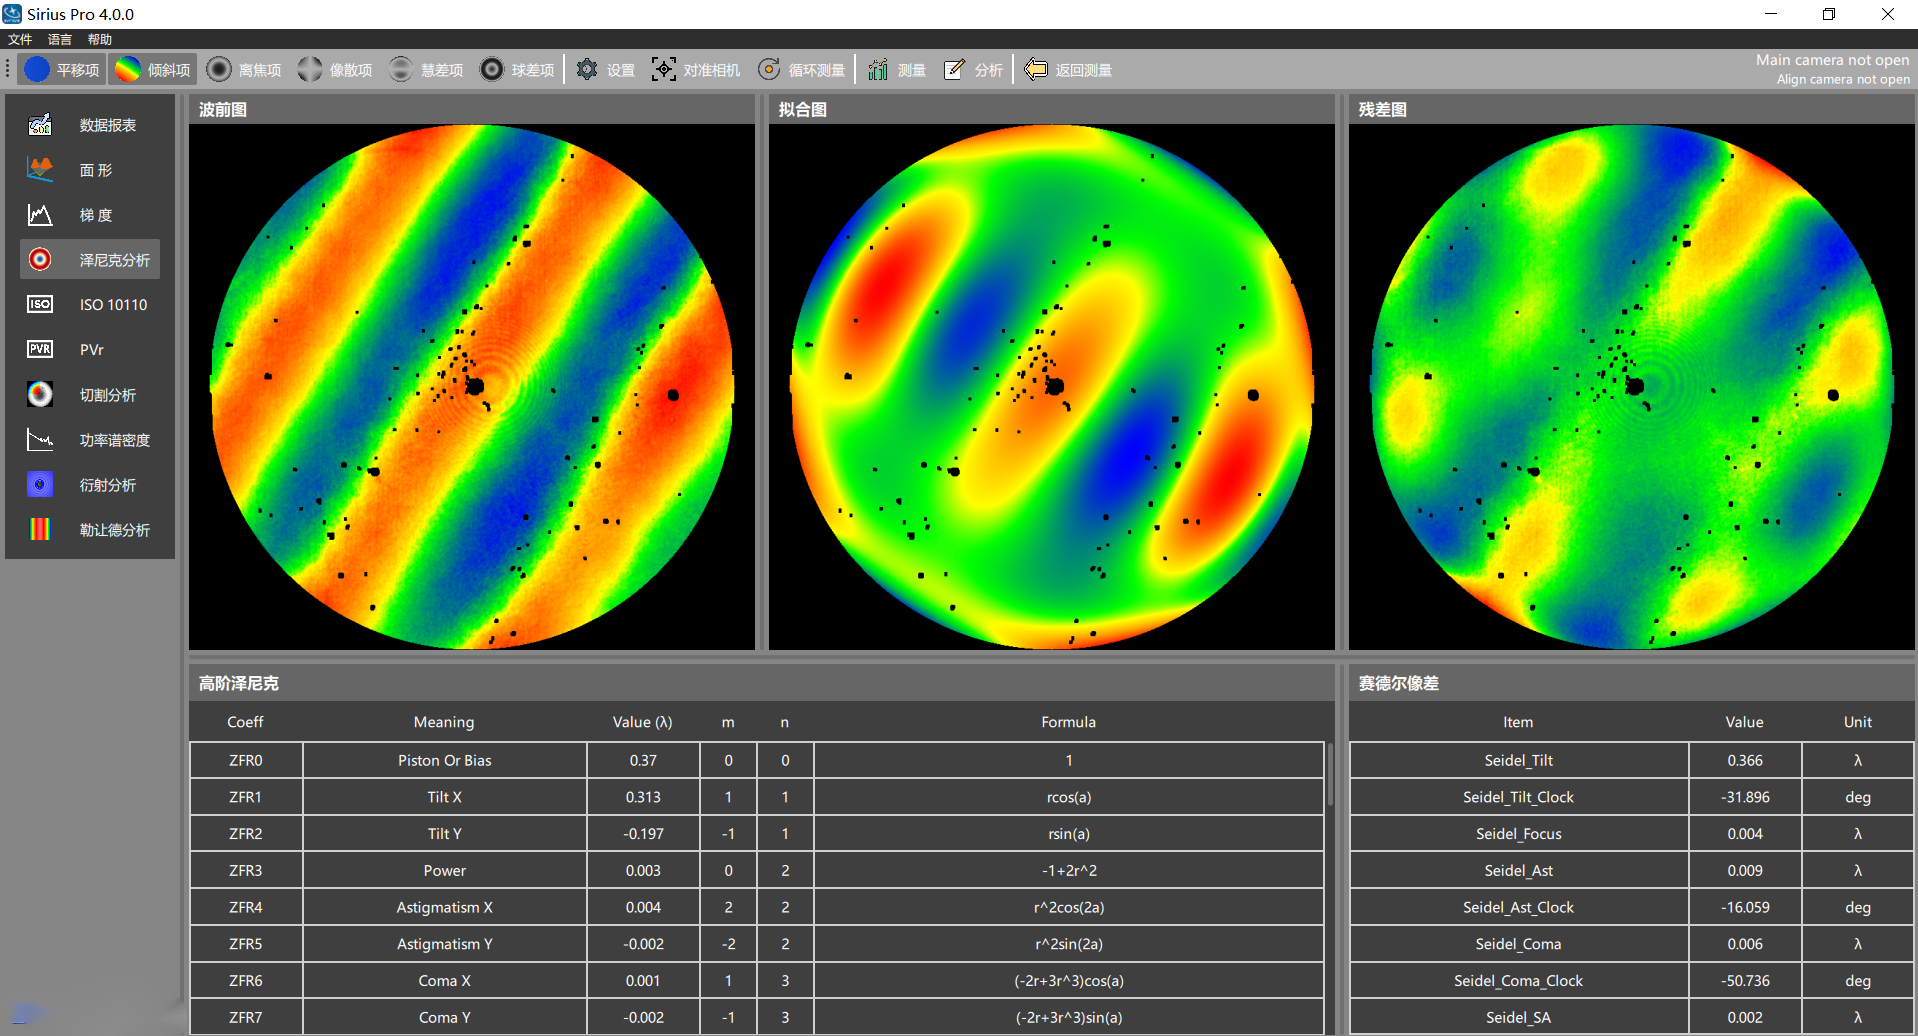 Sirius Pro 4.0.0
文件 语言 帮助
平移项 倾斜项 离焦项 像散项 慧差项 球差项 设置 对准相机 循环测量 测量 分析 返回测量
Main camera not open
Align camera not open
数据报表
面 形
梯 度
泽尼克分析
ISO ISO 10110
PVR PVr
切割分析
功率谱密度
衍射分析
勒让德分析
波前图 拟合图 残差图
高阶泽尼克
Coeff Meaning Value (λ) m n Formula
ZFR0 Piston Or Bias 0.37 0 0 1
ZFR1 Tilt X 0.313 1 1 rcos(a)
ZFR2 Tilt Y -0.197 -1 1 rsin(a)
ZFR3 Power 0.003 0 2 -1+2r^2
ZFR4 Astigmatism X 0.004 2 2 r^2cos(2a)
ZFR5 Astigmatism Y -0.002 -2 2 r^2sin(2a)
ZFR6 Coma X 0.001 1 3 (-2r+3r^3)cos(a)
ZFR7 Coma Y -0.002 -1 3 (-2r+3r^3)sin(a)
赛德尔像差
Item Value Unit
Seidel_Tilt 0.366 λ
Seidel_Tilt_Clock -31.896 deg
Seidel_Focus 0.004 λ
Seidel_Ast 0.009 λ
Seidel_Ast_Clock -16.059 deg
Seidel_Coma 0.006 λ
Seidel_Coma_Clock -50.736 deg
Seidel_SA 0.002 λ